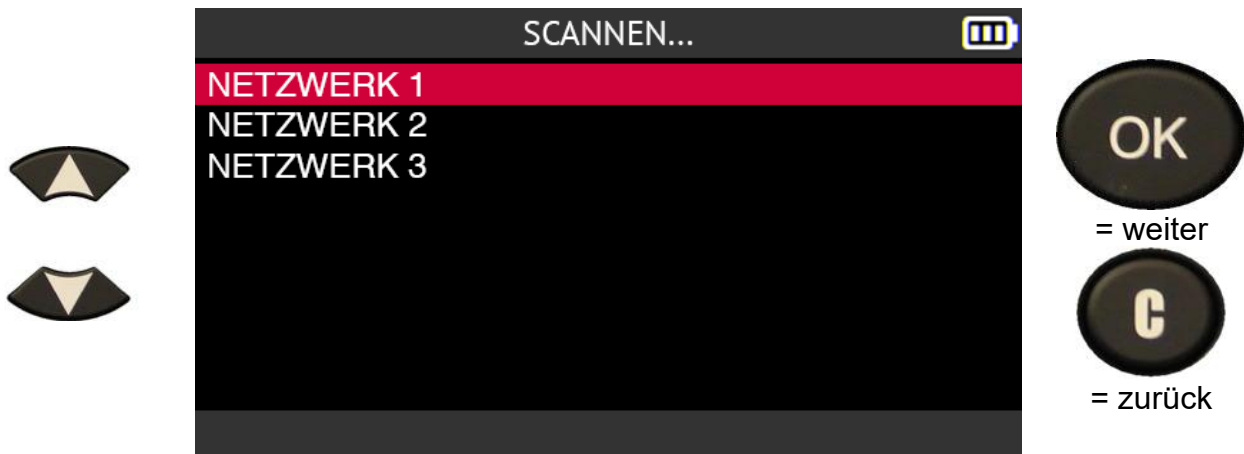 SCANNEN...
NETZWERK 1
NETZWERK 2
NETZWERK 3
OK
= weiter
C
= zurück